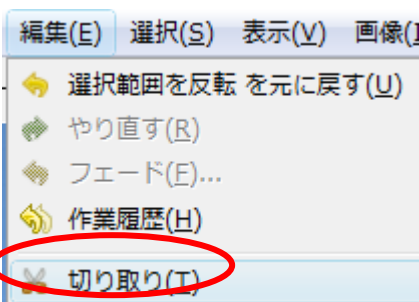 編集(E) 選択(S) 表示(V) 画像(I
選択範囲を反転 を元に戻す(U)
やり直す(R)
フェード(F)...
作業履歴(H)
切り取り(T)